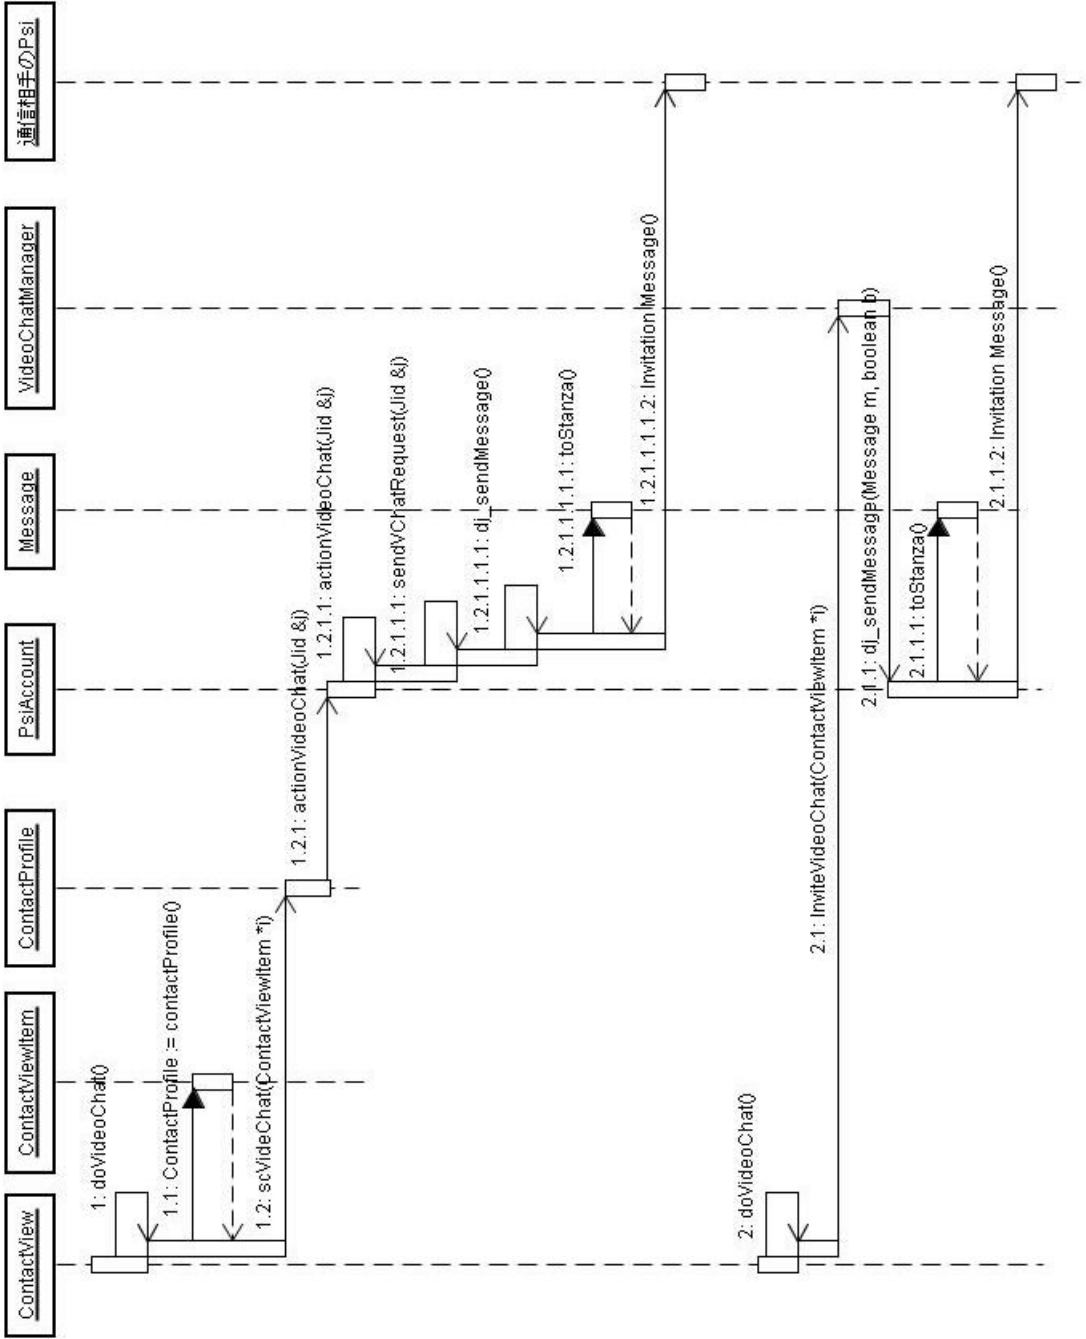 ContactView
ContactViewItem
ContactProfile
PsiAccount
Message
VideoChatManager
通信相手のPsi
1: doVideoChat()
1.1: ContactProfile := contactProfile()
1.2: scVideChat(ContactViewItem *i)
1.2.1: actionVideoChat(Jid &j)
1.2.1.1: actionVideoChat(Jid &j)
1.2.1.1.1: sendVChatRequest(Jid &j)
1.2.1.1.1.1: dj_sendMessage()
1.2.1.1.1.1.1: toStanza()
1.2.1.1.1.1.2: Invitation Message()
2: doVideoChat()
2.1: InviteVideoChat(ContactViewItem *i)
2.1.1: dj_sendMessage(Message m, boolean b)
2.1.1.1: toStanza()
2.1.1.2: Invitation Message()